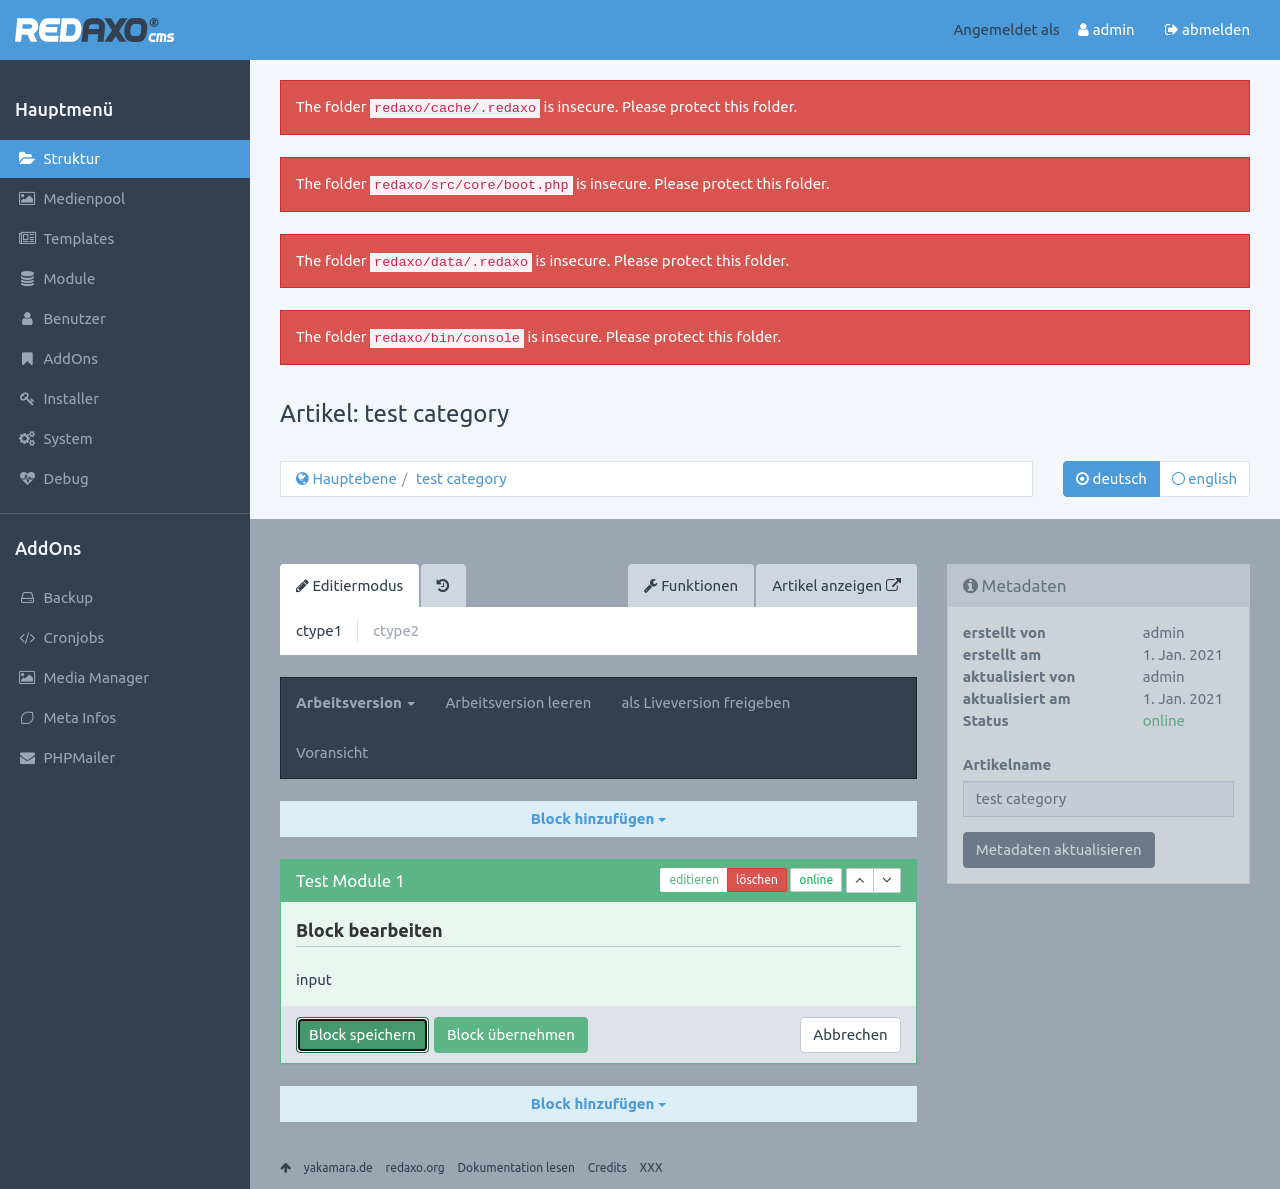 REDAXO® cms
Angemeldet als admin abmelden
Hauptmenü
Struktur
Medienpool
Templates
Module
Benutzer
AddOns
Installer
System
Debug
AddOns
Backup
Cronjobs
Media Manager
Meta Infos
PHPMailer
The folder redaxo/cache/.redaxo is insecure. Please protect this folder.
The folder redaxo/src/core/boot.php is insecure. Please protect this folder.
The folder redaxo/data/.redaxo is insecure. Please protect this folder.
The folder redaxo/bin/console is insecure. Please protect this folder.
Artikel: test category
Hauptebene / test category
deutsch english
Editiermodus Funktionen Artikel anzeigen
ctype1 ctype2
Arbeitsversion Arbeitsversion leeren als Liveversion freigeben
Voransicht
Block hinzufügen
Test Module 1 editieren löschen online
Block bearbeiten
input
Block speichern Block übernehmen Abbrechen
Block hinzufügen
Metadaten
erstellt von admin
erstellt am 1. Jan. 2021
aktualisiert von admin
aktualisiert am 1. Jan. 2021
Status online
Artikelname
test category
Metadaten aktualisieren
yakamara.de redaxo.org Dokumentation lesen Credits XXX